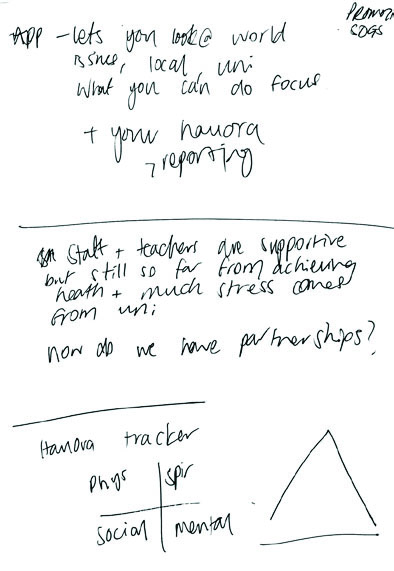 PROMOTE
SDGS
APP - lets you look@ world
issues, local, uni
what you can do focus
+ your hauora
→ reporting
Staff + teachers are supportive
but still so far from achieving
heath + much stress comes
from uni
how do we have partnerships?
Hauora tracker
phys spir
social mental